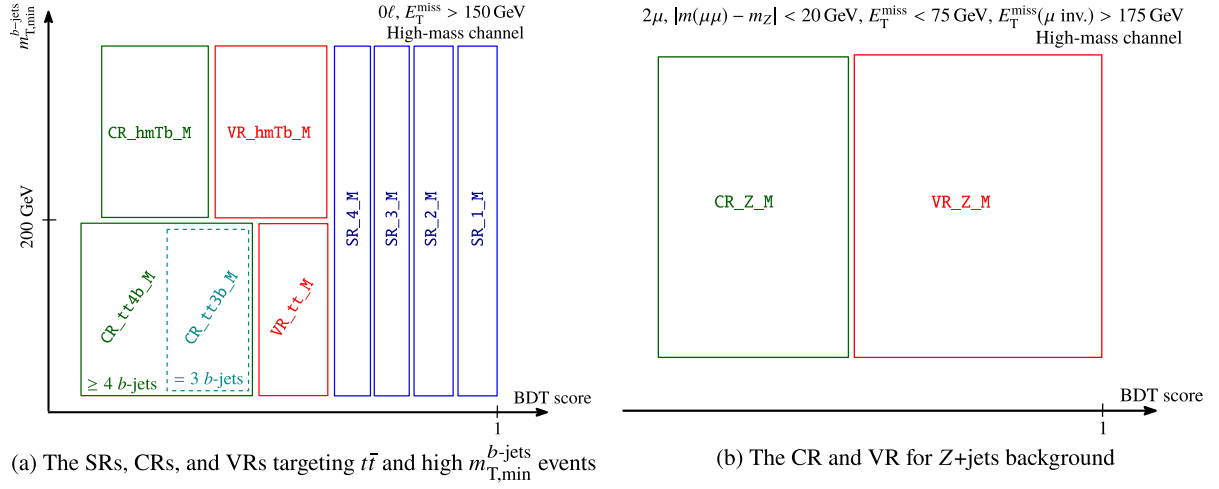 m_{T,min}^{b−jets}
200 GeV
0ℓ, E_T^{miss} > 150 GeV
High-mass channel
CR_hmTb_M
VR_hmTb_M
SR_4_M
SR_3_M
SR_2_M
SR_1_M
CR_tt4b_M
CR_tt3b_M
VR_tt_M
≥ 4 b-jets
= 3 b-jets
BDT score
1
(a) The SRs, CRs, and VRs targeting tt̄ and high m_{T,min}^{b-jets} events
2μ, |m(μμ) − m_Z| < 20 GeV, E_T^{miss} < 75 GeV, E_T^{miss}(μ inv.) > 175 GeV
High-mass channel
CR_Z_M
VR_Z_M
BDT score
1
(b) The CR and VR for Z+jets background